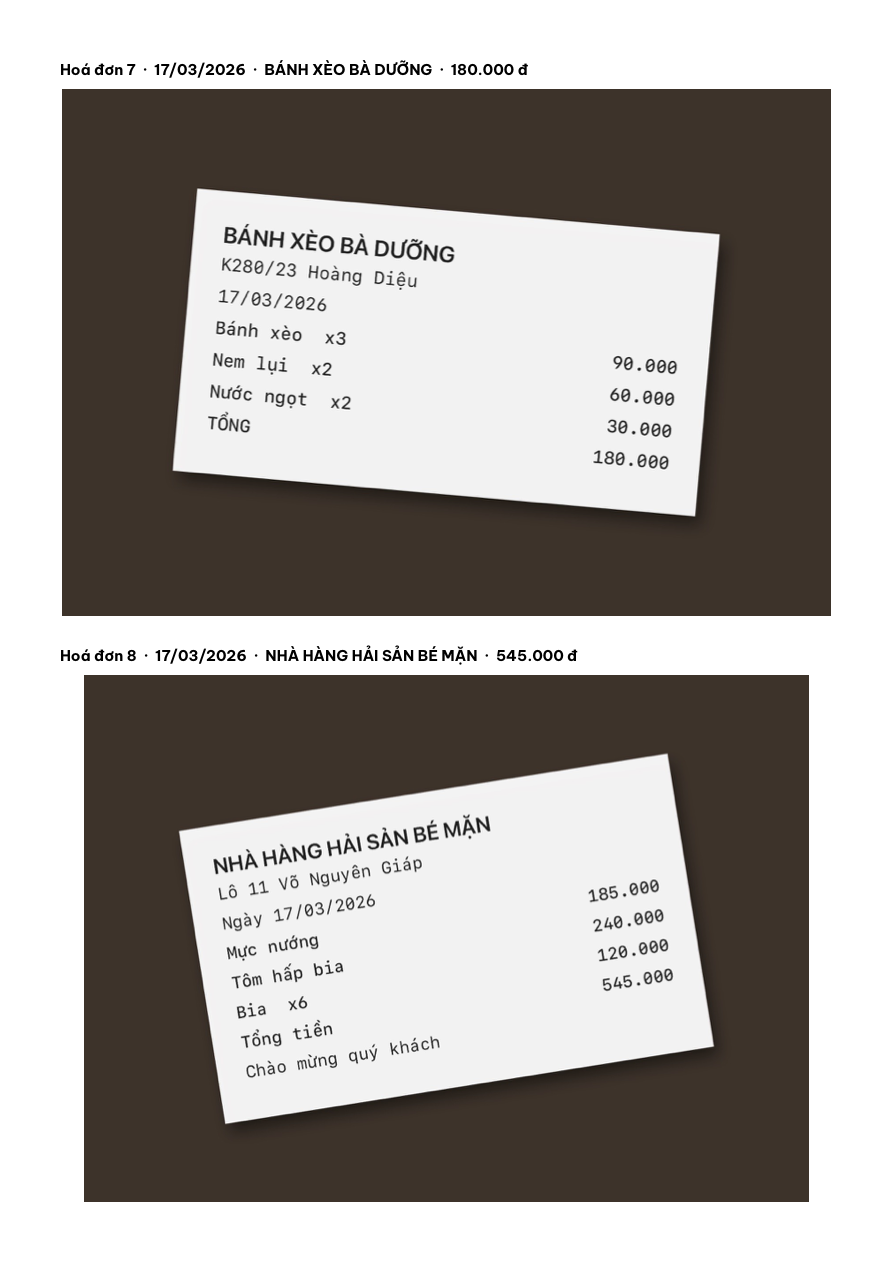 Hoá đơn 7 · 17/03/2026 · BÁNH XÈO BÀ DƯỠNG · 180.000 đ
BÁNH XÈO BÀ DƯỠNG
K280/23 Hoàng Diệu
17/03/2026
Bánh xèo x3 90.000
Nem lụi x2 60.000
Nước ngọt x2 30.000
TỔNG 180.000
Hoá đơn 8 · 17/03/2026 · NHÀ HÀNG HẢI SẢN BÉ MẶN · 545.000 đ
NHÀ HÀNG HẢI SẢN BÉ MẶN
Lô 11 Võ Nguyên Giáp
Ngày 17/03/2026
Mực nướng 185.000
Tôm hấp bia 240.000
Bia x6 120.000
Tổng tiền 545.000
Chào mừng quý khách